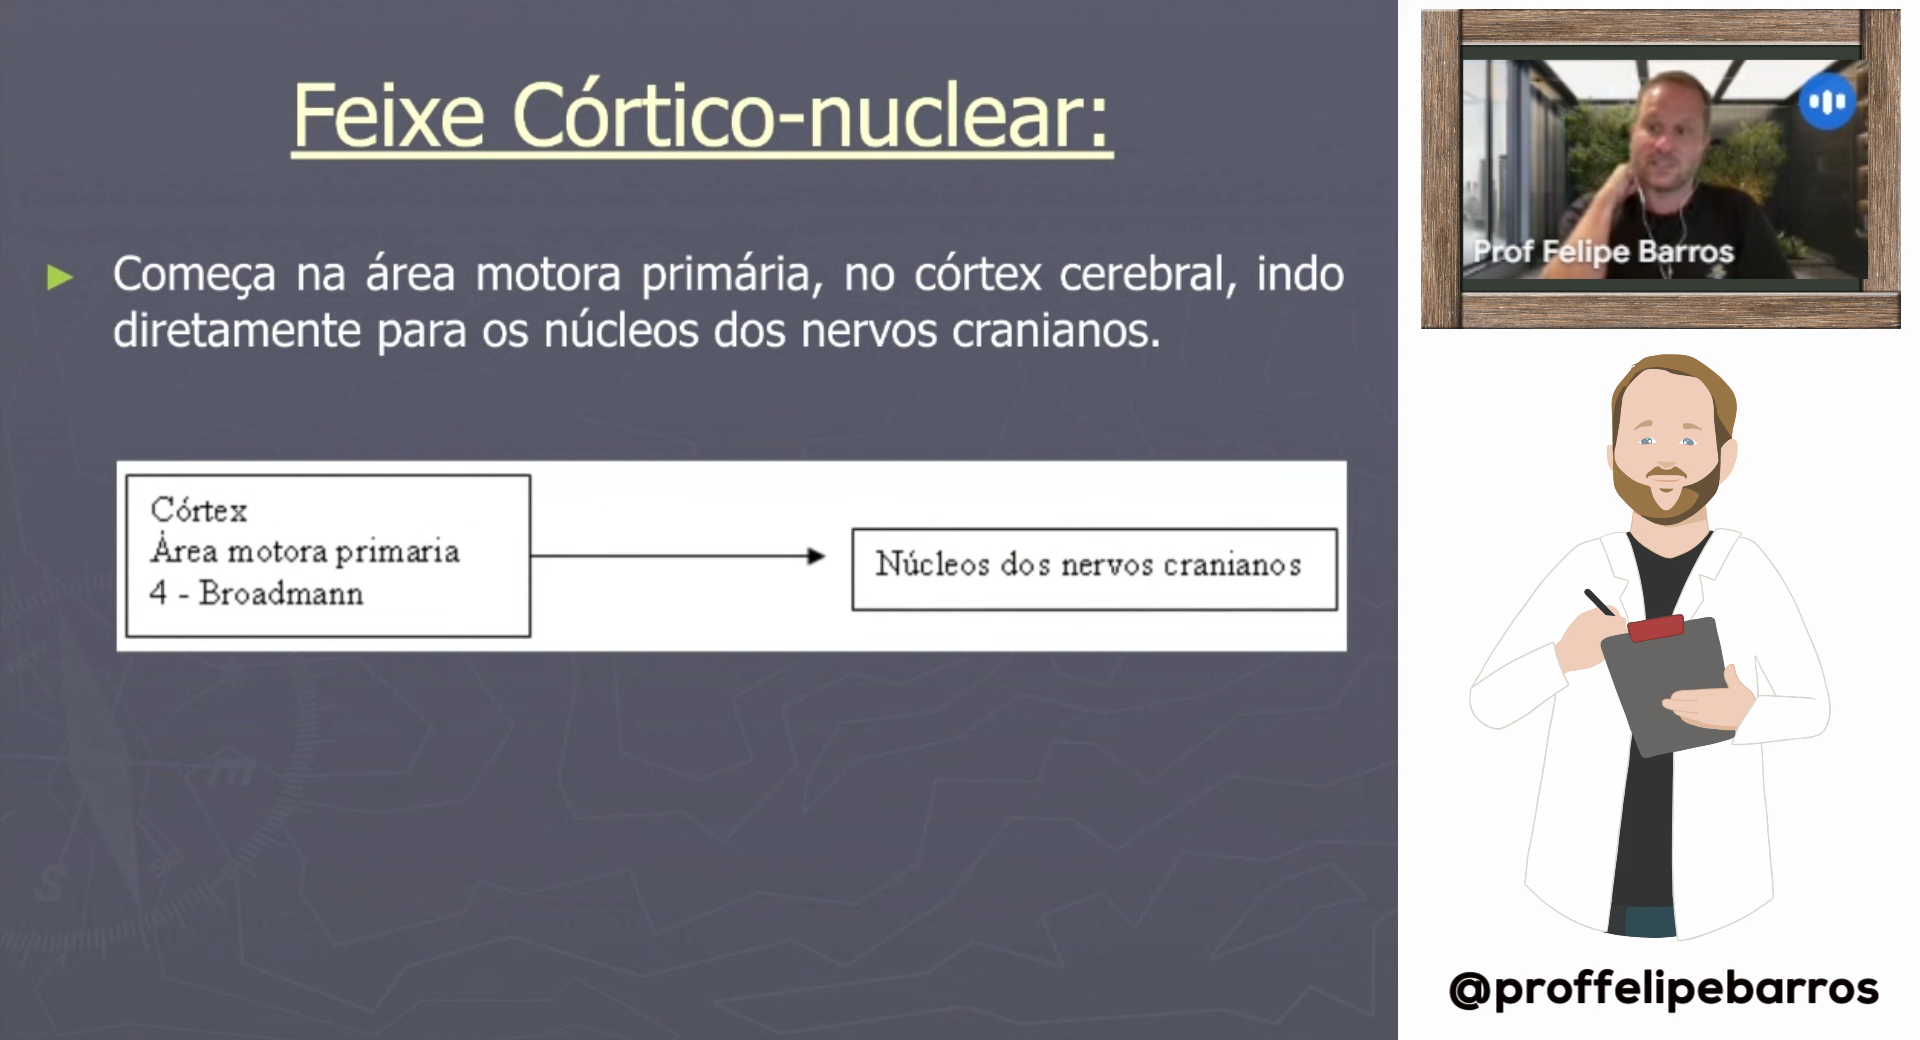 Feixe Córtico-nuclear:
Começa na área motora primária, no córtex cerebral, indo
diretamente para os núcleos dos nervos cranianos.
Córtex
Área motora primaria
4 - Broadmann
Núcleos dos nervos cranianos
Prof Felipe Barros
@proffelipebarros